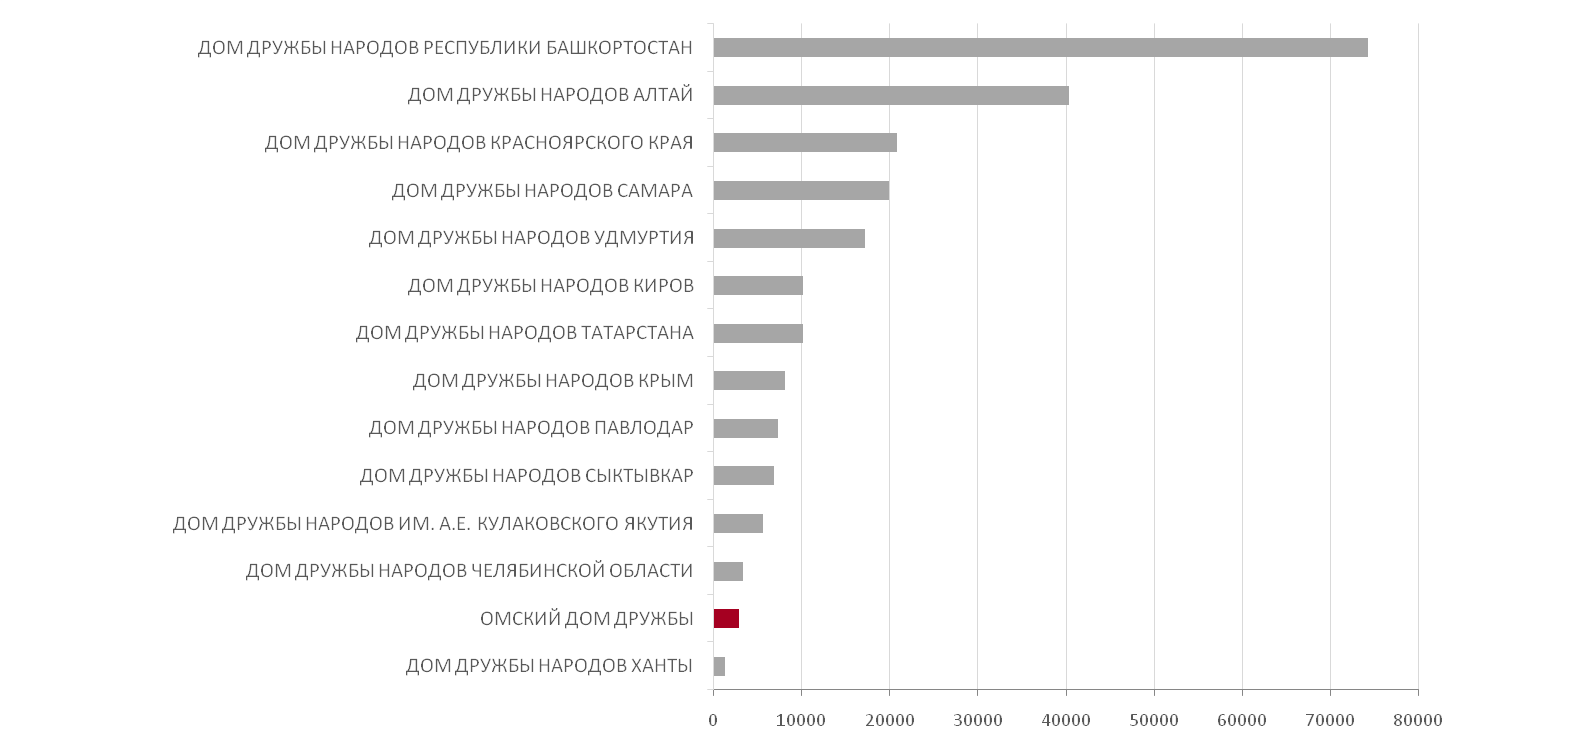 ДОМ ДРУЖБЫ НАРОДОВ РЕСПУБЛИКИ БАШКОРТОСТАН
ДОМ ДРУЖБЫ НАРОДОВ АЛТАЙ
ДОМ ДРУЖБЫ НАРОДОВ КРАСНОЯРСКОГО КРАЯ
ДОМ ДРУЖБЫ НАРОДОВ САМАРА
ДОМ ДРУЖБЫ НАРОДОВ УДМУРТИЯ
ДОМ ДРУЖБЫ НАРОДОВ КИРОВ
ДОМ ДРУЖБЫ НАРОДОВ ТАТАРСТАНА
ДОМ ДРУЖБЫ НАРОДОВ КРЫМ
ДОМ ДРУЖБЫ НАРОДОВ ПАВЛОДАР
ДОМ ДРУЖБЫ НАРОДОВ СЫКТЫВКАР
ДОМ ДРУЖБЫ НАРОДОВ ИМ. А.Е. КУЛАКОВСКОГО ЯКУТИЯ
ДОМ ДРУЖБЫ НАРОДОВ ЧЕЛЯБИНСКОЙ ОБЛАСТИ
ОМСКИЙ ДОМ ДРУЖБЫ
ДОМ ДРУЖБЫ НАРОДОВ ХАНТЫ
0 10000 20000 30000 40000 50000 60000 70000 80000